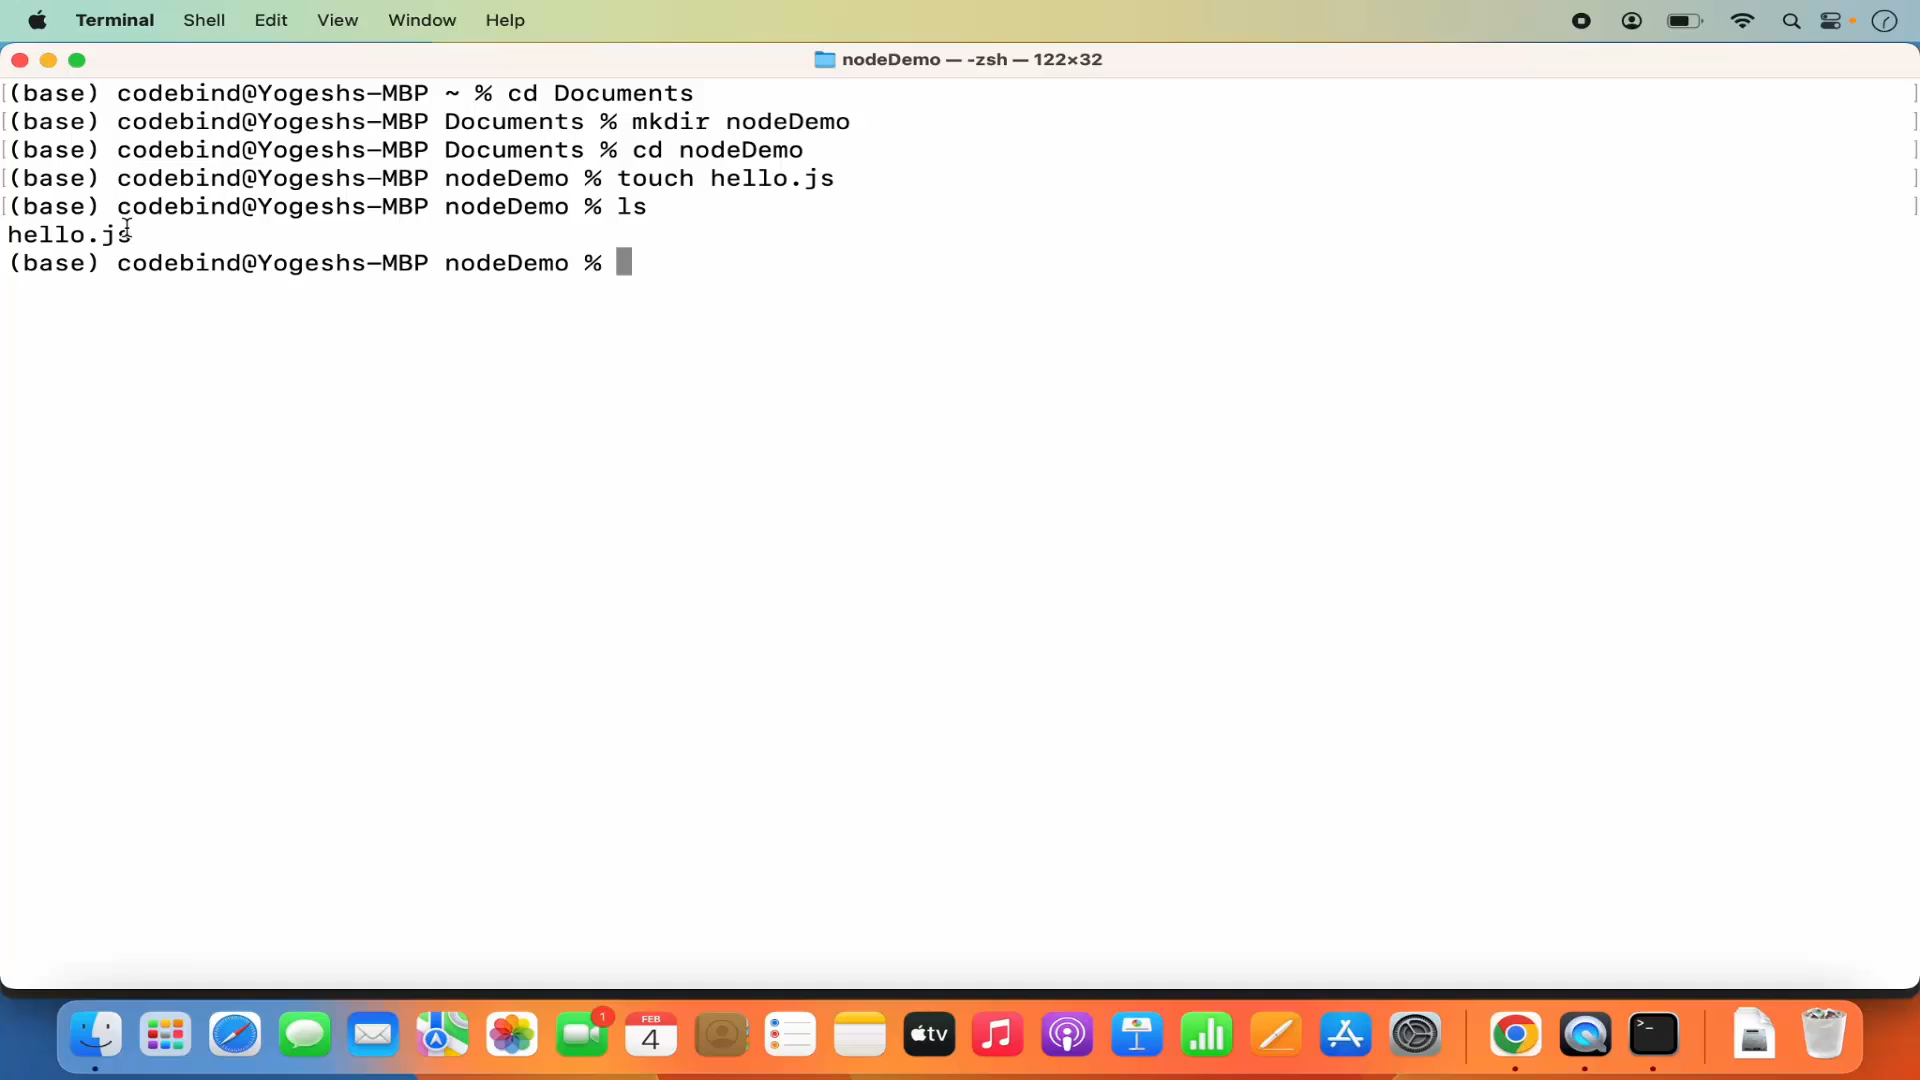 Terminal Shell Edit View Window Help
nodeDemo — -zsh — 122×32
(base) codebind@Yogeshs-MBP ~ % cd Documents
(base) codebind@Yogeshs-MBP Documents % mkdir nodeDemo
(base) codebind@Yogeshs-MBP Documents % cd nodeDemo
(base) codebind@Yogeshs-MBP nodeDemo % touch hello.js
(base) codebind@Yogeshs-MBP nodeDemo % ls
hello.js
(base) codebind@Yogeshs-MBP nodeDemo %
1
FEB
4
tv
>_